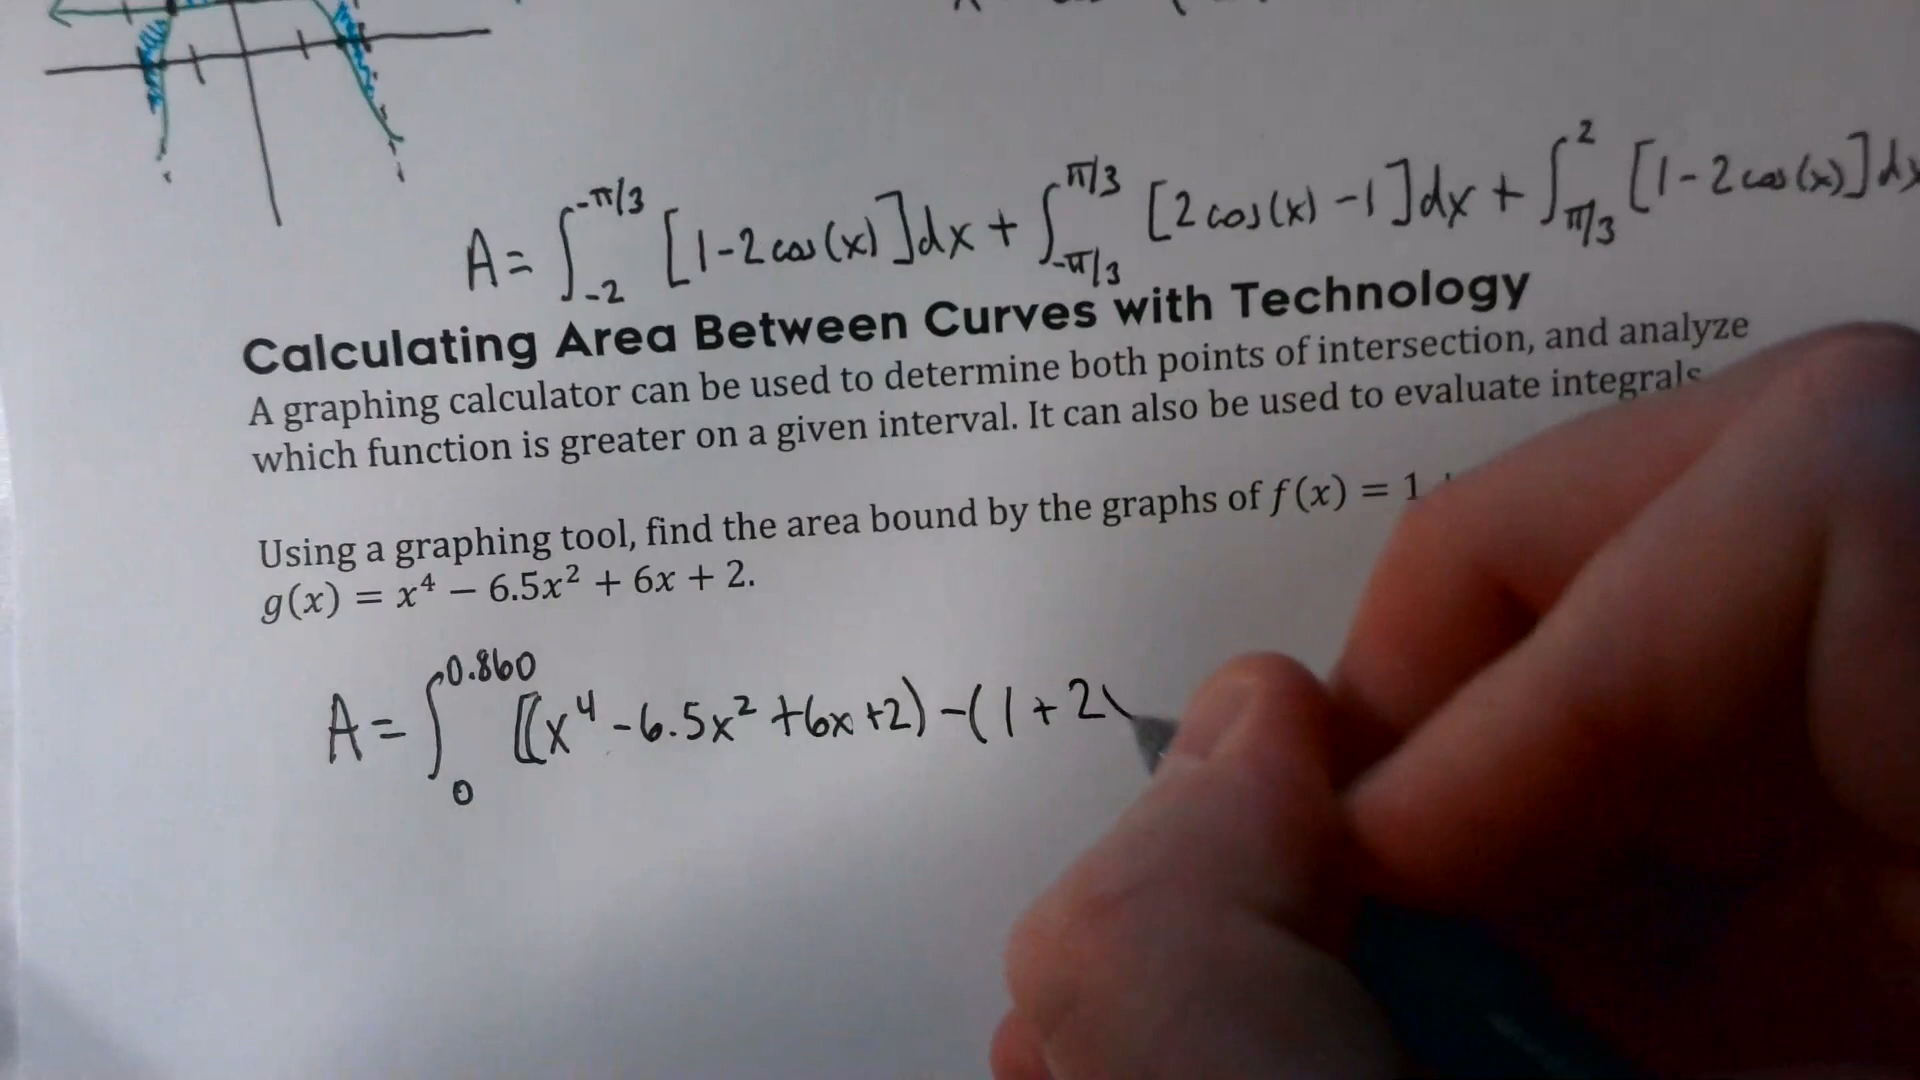 A = ∫_{-2}^{-π/3} [1-2cos(x)]dx + ∫_{-π/3}^{π/3} [2cos(x)-1]dx + ∫_{π/3}^{2} [1-2cos(x)]dx
Calculating Area Between Curves with Technology
A graphing calculator can be used to determine both points of intersection, and analyze
which function is greater on a given interval. It can also be used to evaluate integrals
Using a graphing tool, find the area bound by the graphs of f(x) = 1
g(x) = x⁴ − 6.5x² + 6x + 2.
A = ∫_{0}^{0.860} [(x⁴ -6.5x² +6x +2) -(1+2